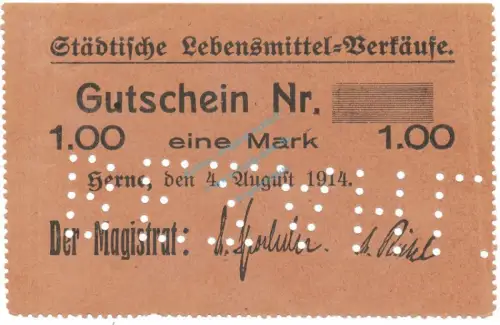 Städtische Lebensmittel-Verkäufe.
Gutschein Nr.
1.00 eine Mark 1.00
Herne, den 4. August 1914.
Der Magistrat: